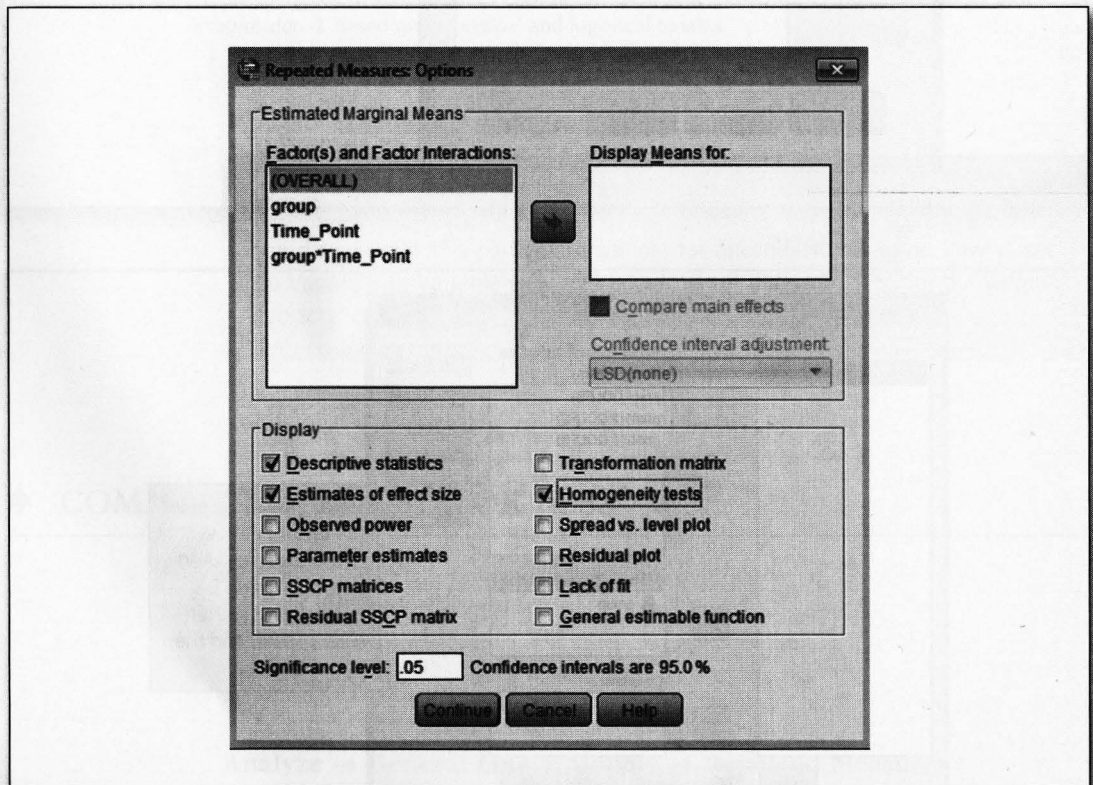 Repeated Measures: Options
Estimated Marginal Means
Factor(s) and Factor Interactions:
(OVERALL)
group
Time_Point
group*Time_Point
Display Means for:
Compare main effects
Confidence interval adjustment:
LSD(none)
Display
Descriptive statistics
Transformation matrix
Estimates of effect size
Homogeneity tests
Observed power
Spread vs. level plot
Parameter estimates
Residual plot
SSCP matrices
Lack of fit
Residual SSCP matrix
General estimable function
Significance level: .05 Confidence intervals are 95.0 %
Continue Cancel Help